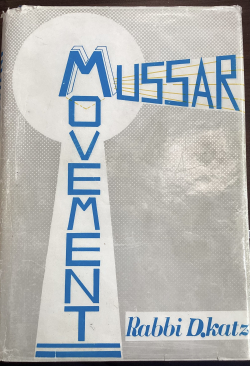 MUSSAR
MOVEMENT
Rabbi D. Katz